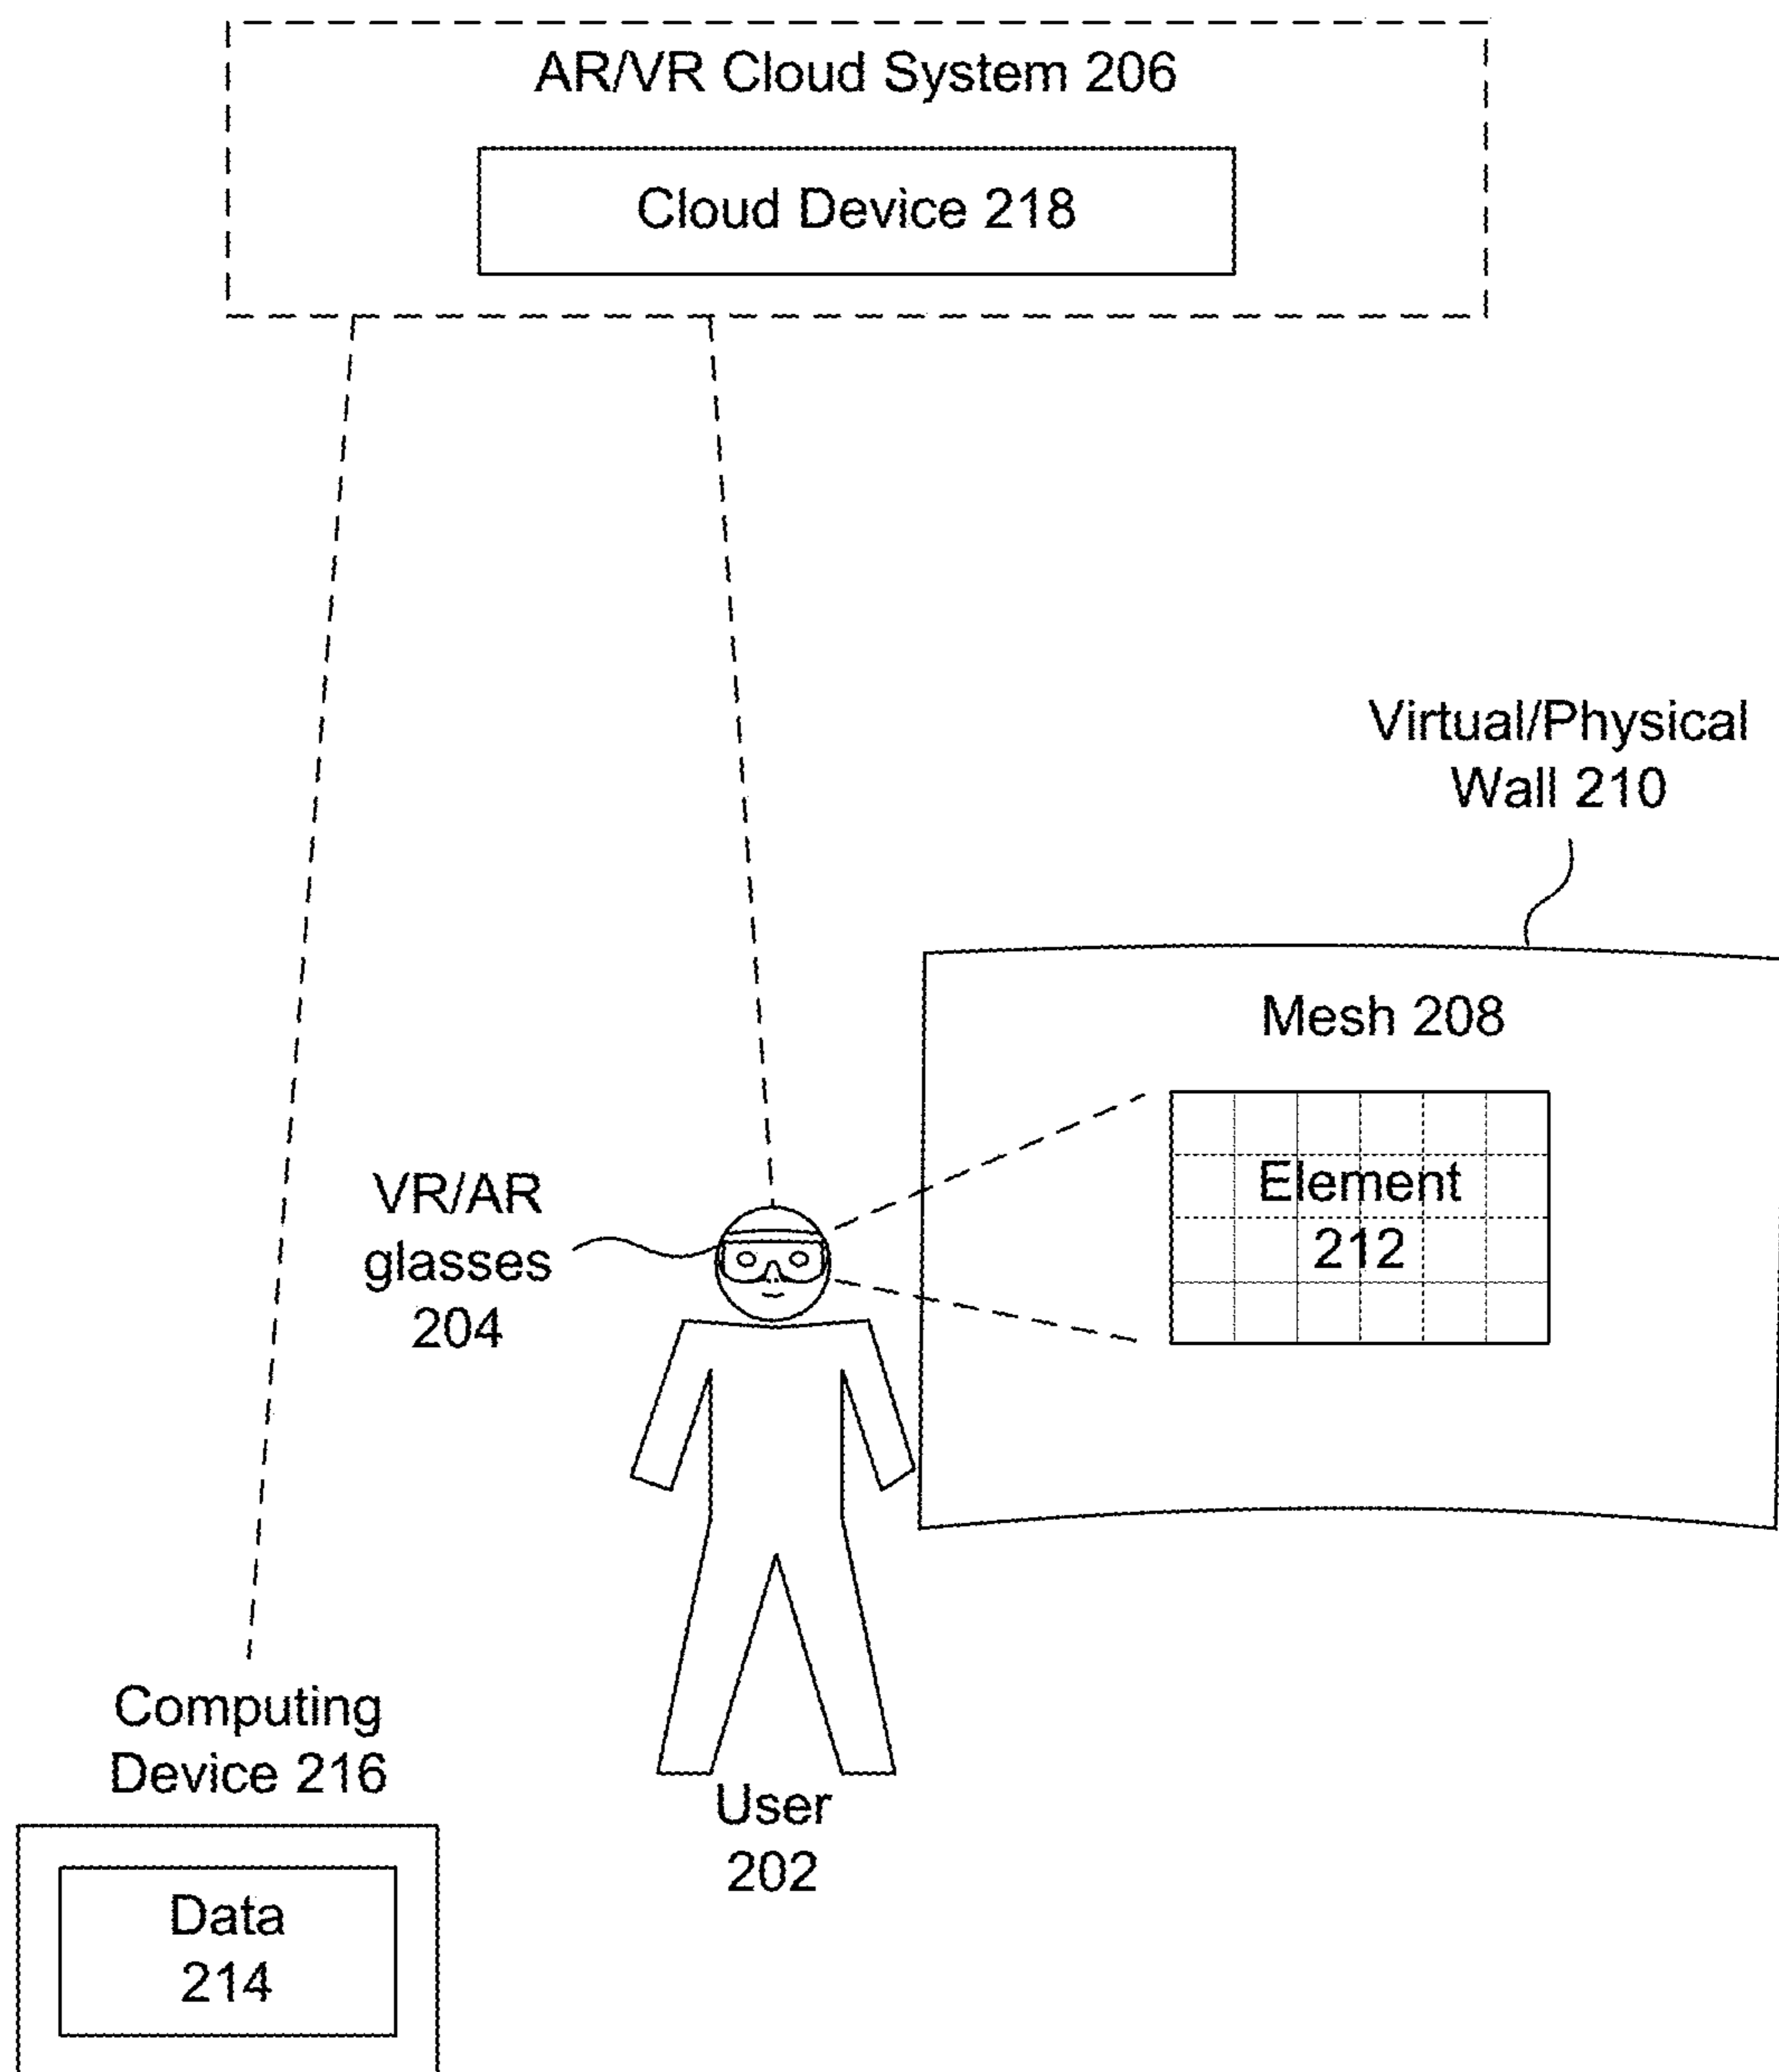 AR/VR Cloud System 206
Cloud Device 218
Virtual/Physical
Wall 210
Mesh 208
Element
212
VR/AR
glasses
204
Computing
Device 216
User
202
Data
214